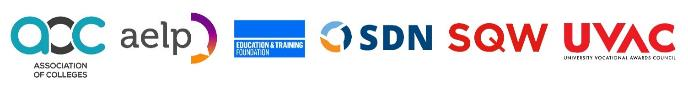 aoc
ASSOCIATION
OF COLLEGES
aelp
EDUCATION & TRAINING
FOUNDATION
SDN
SQW
UVAC
UNIVERSITY VOCATIONAL AWARDS COUNCIL